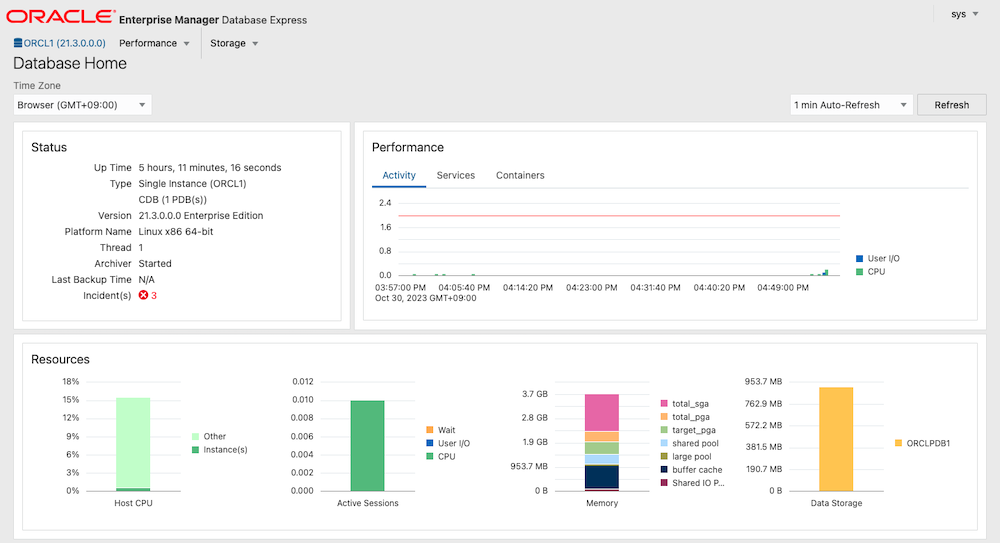 ORACLE Enterprise Manager Database Express
sys
ORCL1 (21.3.0.0.0) Performance Storage
Database Home
Time Zone
Browser (GMT+09:00)
1 min Auto-Refresh
Refresh
Status
Up Time 5 hours, 11 minutes, 16 seconds
Type Single Instance (ORCL1)
CDB (1 PDB(s))
Version 21.3.0.0.0 Enterprise Edition
Platform Name Linux x86 64-bit
Thread 1
Archiver Started
Last Backup Time N/A
Incident(s) 3
Performance
Activity Services Containers
2.4
1.6
0.8
0.0
03:57:00 PM 04:05:40 PM 04:14:20 PM 04:23:00 PM 04:31:40 PM 04:40:20 PM 04:49:00 PM
Oct 30, 2023 GMT+09:00
User I/O
CPU
Resources
18%
15%
12%
9%
6%
3%
0%
Host CPU
Other
Instance(s)
0.012
0.010
0.008
0.006
0.004
0.002
0.000
Active Sessions
Wait
User I/O
CPU
3.7 GB
2.8 GB
1.9 GB
953.7 MB
0 B
Memory
total_sga
total_pga
target_pga
shared pool
large pool
buffer cache
Shared IO P...
953.7 MB
762.9 MB
572.2 MB
381.5 MB
190.7 MB
0 B
Data Storage
ORCLPDB1